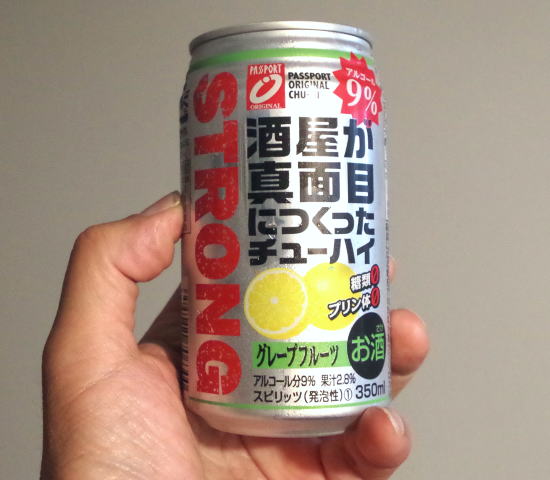 STRONG
PASSPORT
ORIGINAL
PASSPORT
ORIGINAL
アルコール
9%
酒屋が
真面目
につくった
チューハイ
糖類0
プリン体0
グレープフルーツ
お酒
アルコール分9% 果汁2.8%
スピリッツ(発泡性)① 350ml